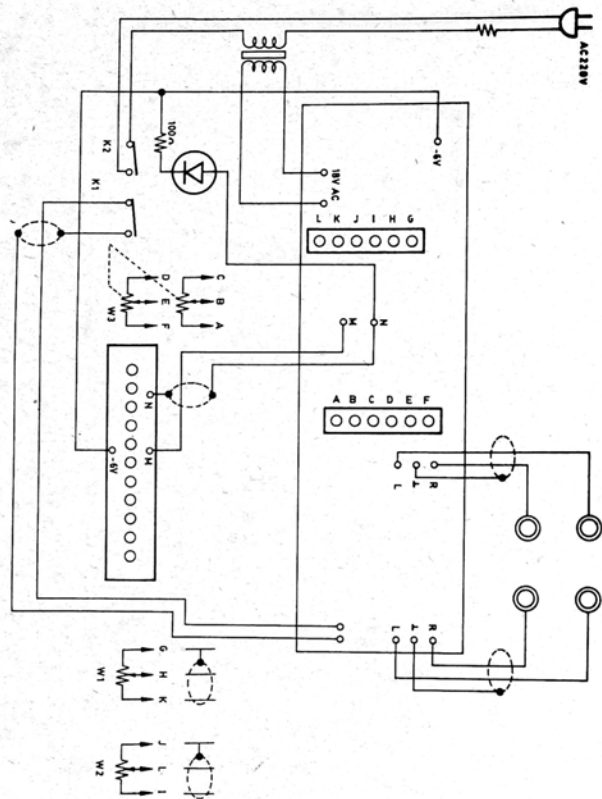 AC220V
-6V
100Ω
K2
18V AC
K1
L K J I H G
D
C
E
B
W3
F
A
M
N
N
M
-6V
A B C D E F
L
⊥
R
L
⊥
R
G
H
K
W1
J
L
I
W2